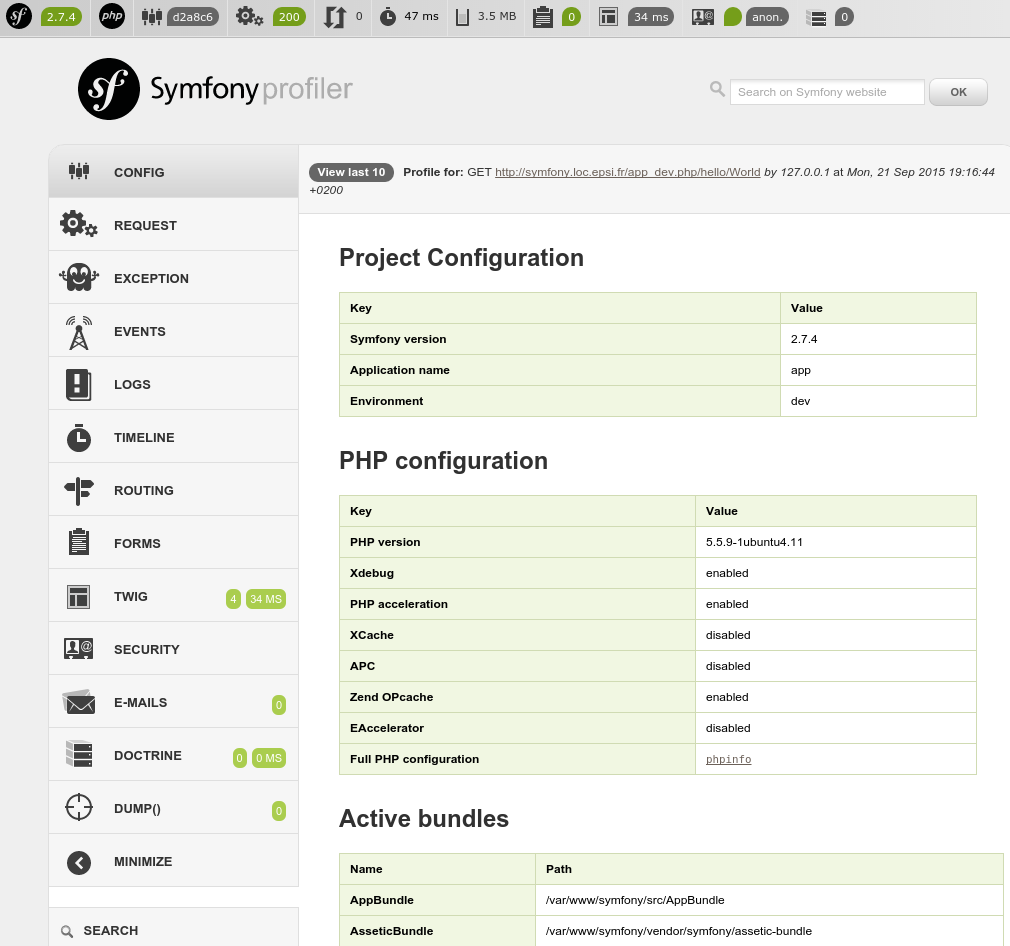 2.7.4 php d2a8c6 200 0 47 ms 3.5 MB 0 34 ms anon. 0
sf Symfony profiler
Search on Symfony website OK
CONFIG
REQUEST
EXCEPTION
EVENTS
LOGS
TIMELINE
ROUTING
FORMS
TWIG 4 34 MS
SECURITY
E-MAILS 0
DOCTRINE 0 0 MS
DUMP() 0
MINIMIZE
SEARCH
View last 10 Profile for: GET http://symfony.loc.epsi.fr/app_dev.php/hello/World by 127.0.0.1 at Mon, 21 Sep 2015 19:16:44
+0200
Project Configuration
Key Value
Symfony version 2.7.4
Application name app
Environment dev
PHP configuration
Key Value
PHP version 5.5.9-1ubuntu4.11
Xdebug enabled
PHP acceleration enabled
XCache disabled
APC disabled
Zend OPcache enabled
EAccelerator disabled
Full PHP configuration phpinfo
Active bundles
Name Path
AppBundle /var/www/symfony/src/AppBundle
AsseticBundle /var/www/symfony/vendor/symfony/assetic-bundle